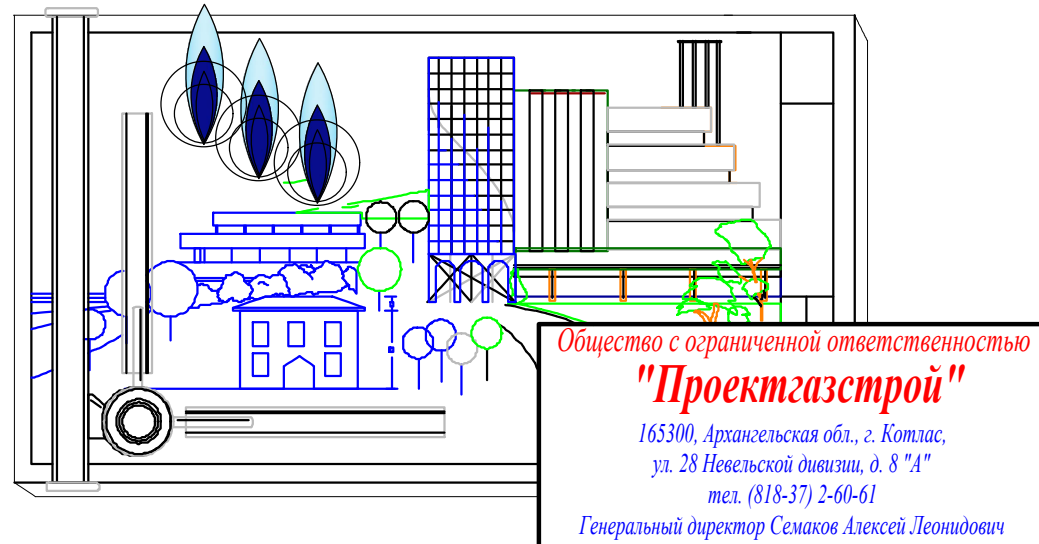 Общество с ограниченной ответственностью
"Проектгазстрой"
165300, Архангельская обл., г. Котлас,
ул. 28 Невельской дивизии, д. 8 "А"
тел. (818-37) 2-60-61
Генеральный директор Семаков Алексей Леонидович